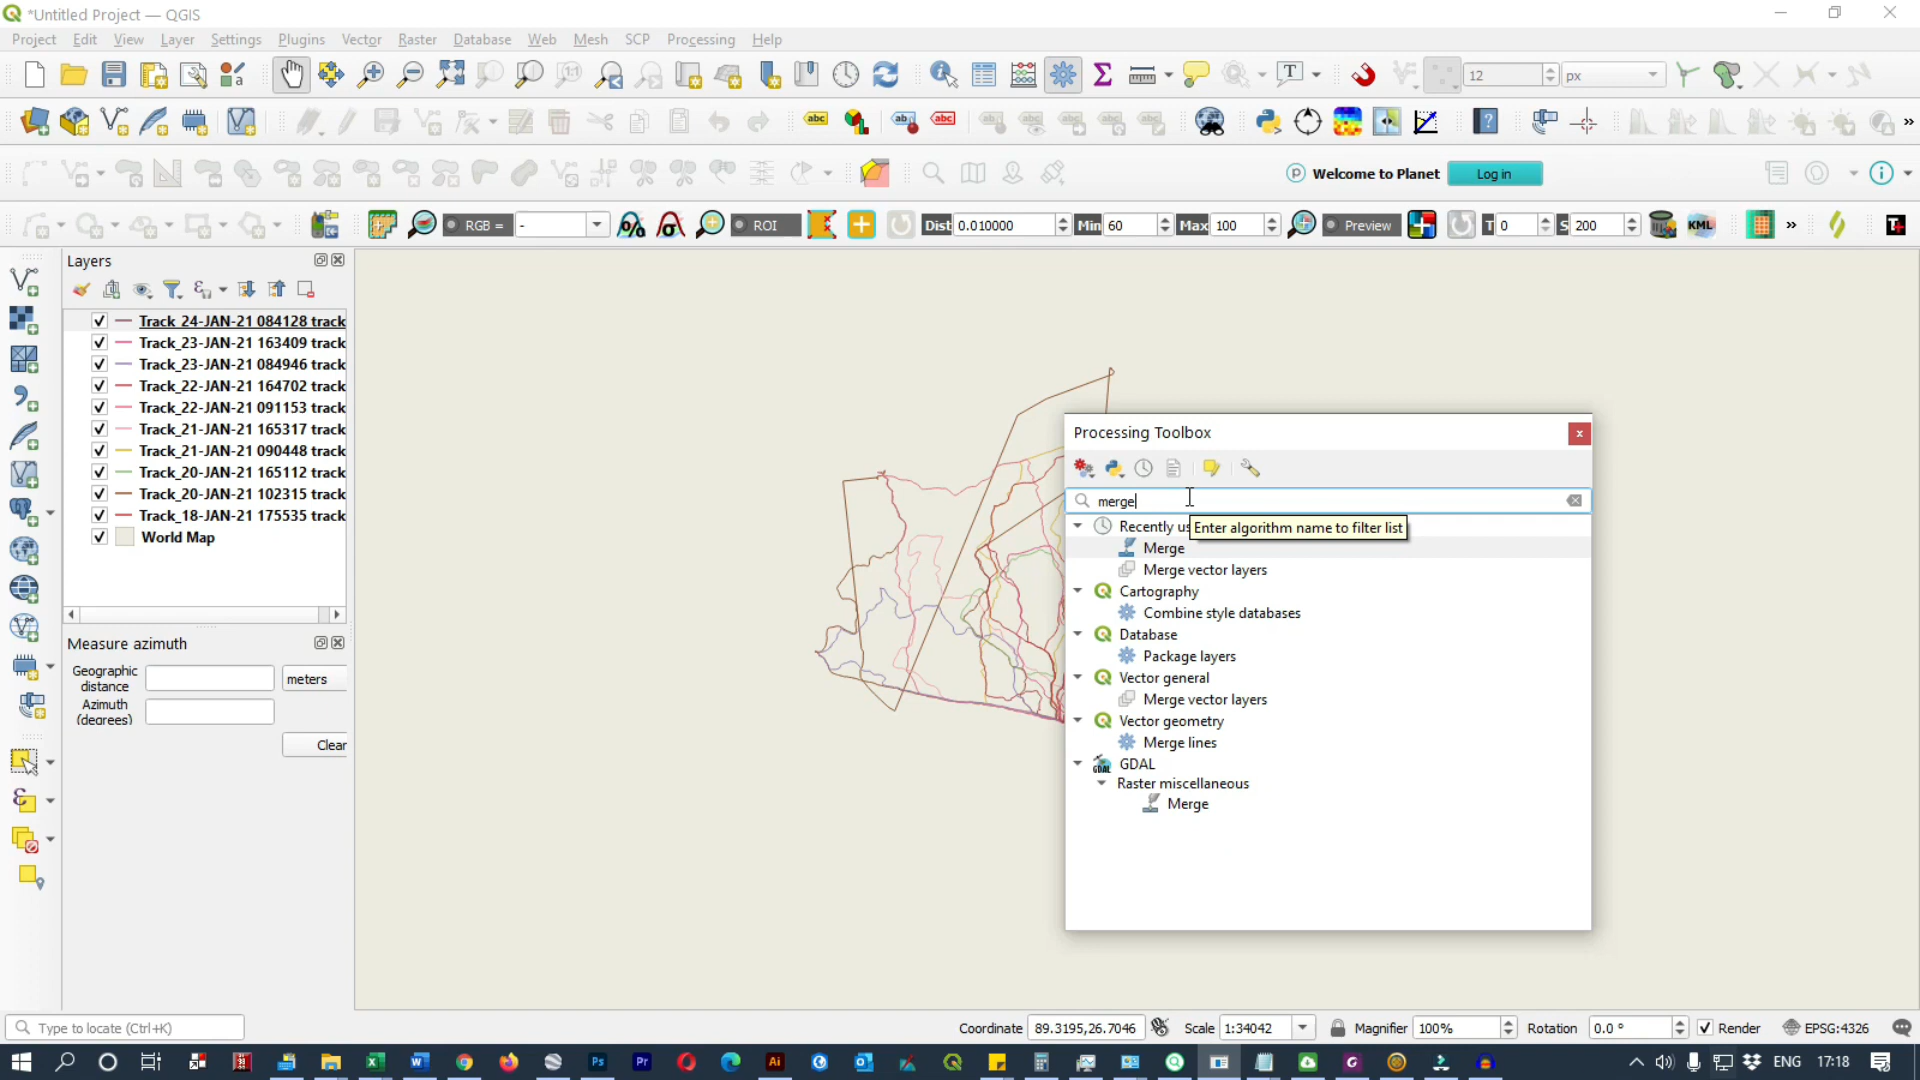 *Untitled Project — QGIS
Project Edit View Layer Settings Plugins Vector Raster Database Web Mesh SCP Processing Help
12 px
abc abc
Welcome to Planet Log in
RGB = - ROI Dist 0.010000 Min 60 Max 100 Preview T 0 S 200 KML
Layers
Track_24-JAN-21 084128 track
Track_23-JAN-21 163409 track
Track_23-JAN-21 084946 track
Track_22-JAN-21 164702 track
Track_22-JAN-21 091153 track
Track_21-JAN-21 165317 track
Track_21-JAN-21 090448 track
Track_20-JAN-21 165112 track
Track_20-JAN-21 102315 track
Track_18-JAN-21 175535 track
World Map
Measure azimuth
Geographic distance meters
Azimuth (degrees)
Clear
Processing Toolbox
merge
Recently us
Enter algorithm name to filter list
Merge
Merge vector layers
Cartography
Combine style databases
Database
Package layers
Vector general
Merge vector layers
Vector geometry
Merge lines
GDAL
Raster miscellaneous
Merge
Type to locate (Ctrl+K) Coordinate 89.3195,26.7046 Scale 1:34042 Magnifier 100% Rotation 0.0 ° Render EPSG:4326
ENG 17:18